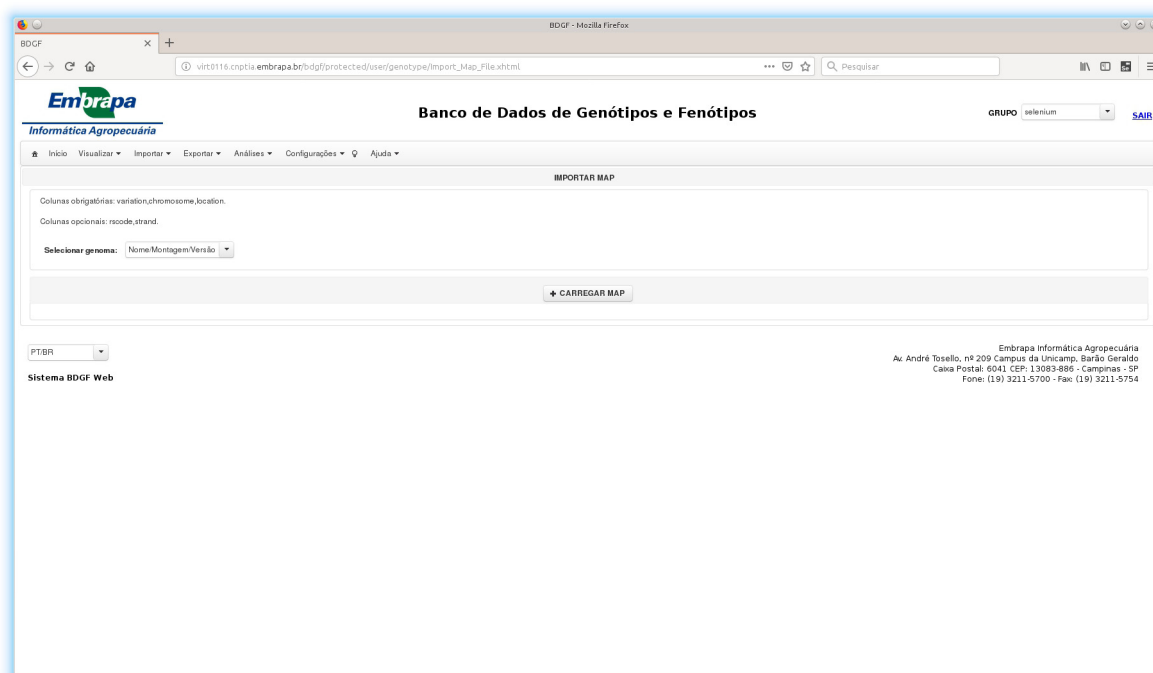 BDGF - Mozilla Firefox
BDGF
virt0116.cnptia.embrapa.br/bdgf/protected/user/genotype/Import_Map_File.xhtml
Pesquisar
Embrapa
Informática Agropecuária
Banco de Dados de Genótipos e Fenótipos
GRUPO selenium
SAIR
Início Visualizar Importar Exportar Análises Configurações Ajuda
IMPORTAR MAP
Colunas obrigatórias: variation,chromosome,location.
Colunas opcionais: rscode,strand.
Selecionar genoma: Nome/Montagem/Versão
+ CARREGAR MAP
PT/BR
Sistema BDGF Web
Embrapa Informática Agropecuária
Av. André Tosello, nº 209 Campus da Unicamp, Barão Geraldo
Caixa Postal: 6041 CEP: 13083-886 - Campinas - SP
Fone: (19) 3211-5700 - Fax: (19) 3211-5754